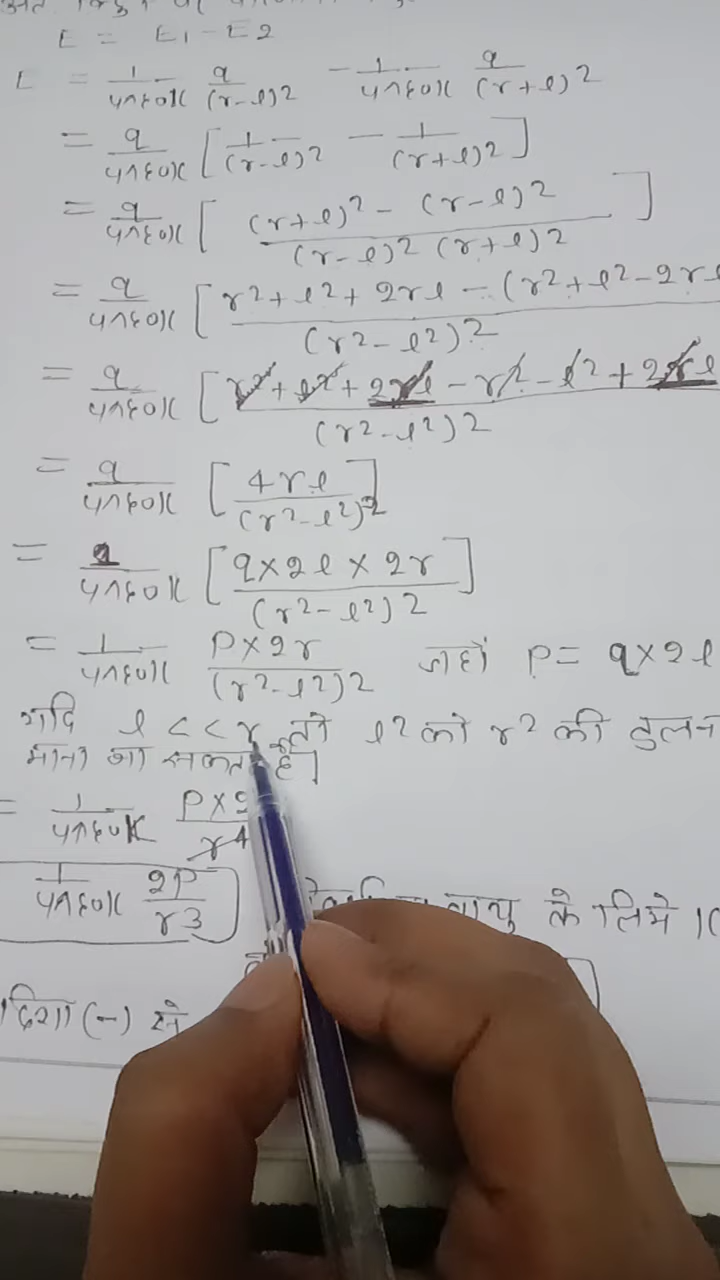 E = E1 - E2
E = 1/4πε0K q/(r-l)2 - 1/4πε0K q/(r+l)2
= q/4πε0K [1/(r-l)2 - 1/(r+l)2]
= q/4πε0K [(r+l)2 - (r-l)2 / (r-l)2 (r+l)2]
= q/4πε0K [r2+l2+2rl-(r2+l2-2rl / (r2-l2)2
= q/4πε0K [r2+l2+2rl-r2-l2+2rl / (r2-l2)2
= q/4πε0K [4rl/(r2-l2)2]
= 1/4πε0K [q×2l×2r/(r2-l2)2]
= 1/4πε0K P×2r/(r2-l2)2 जहाँ P = q×2l
यदि l<<r तो l2 को r2 की तुलन
माना जा सकता है।
= 1/4πε0K P×2/r4
1/4πε0K 2P/r3 वायु के लिये
दिशा (-) से